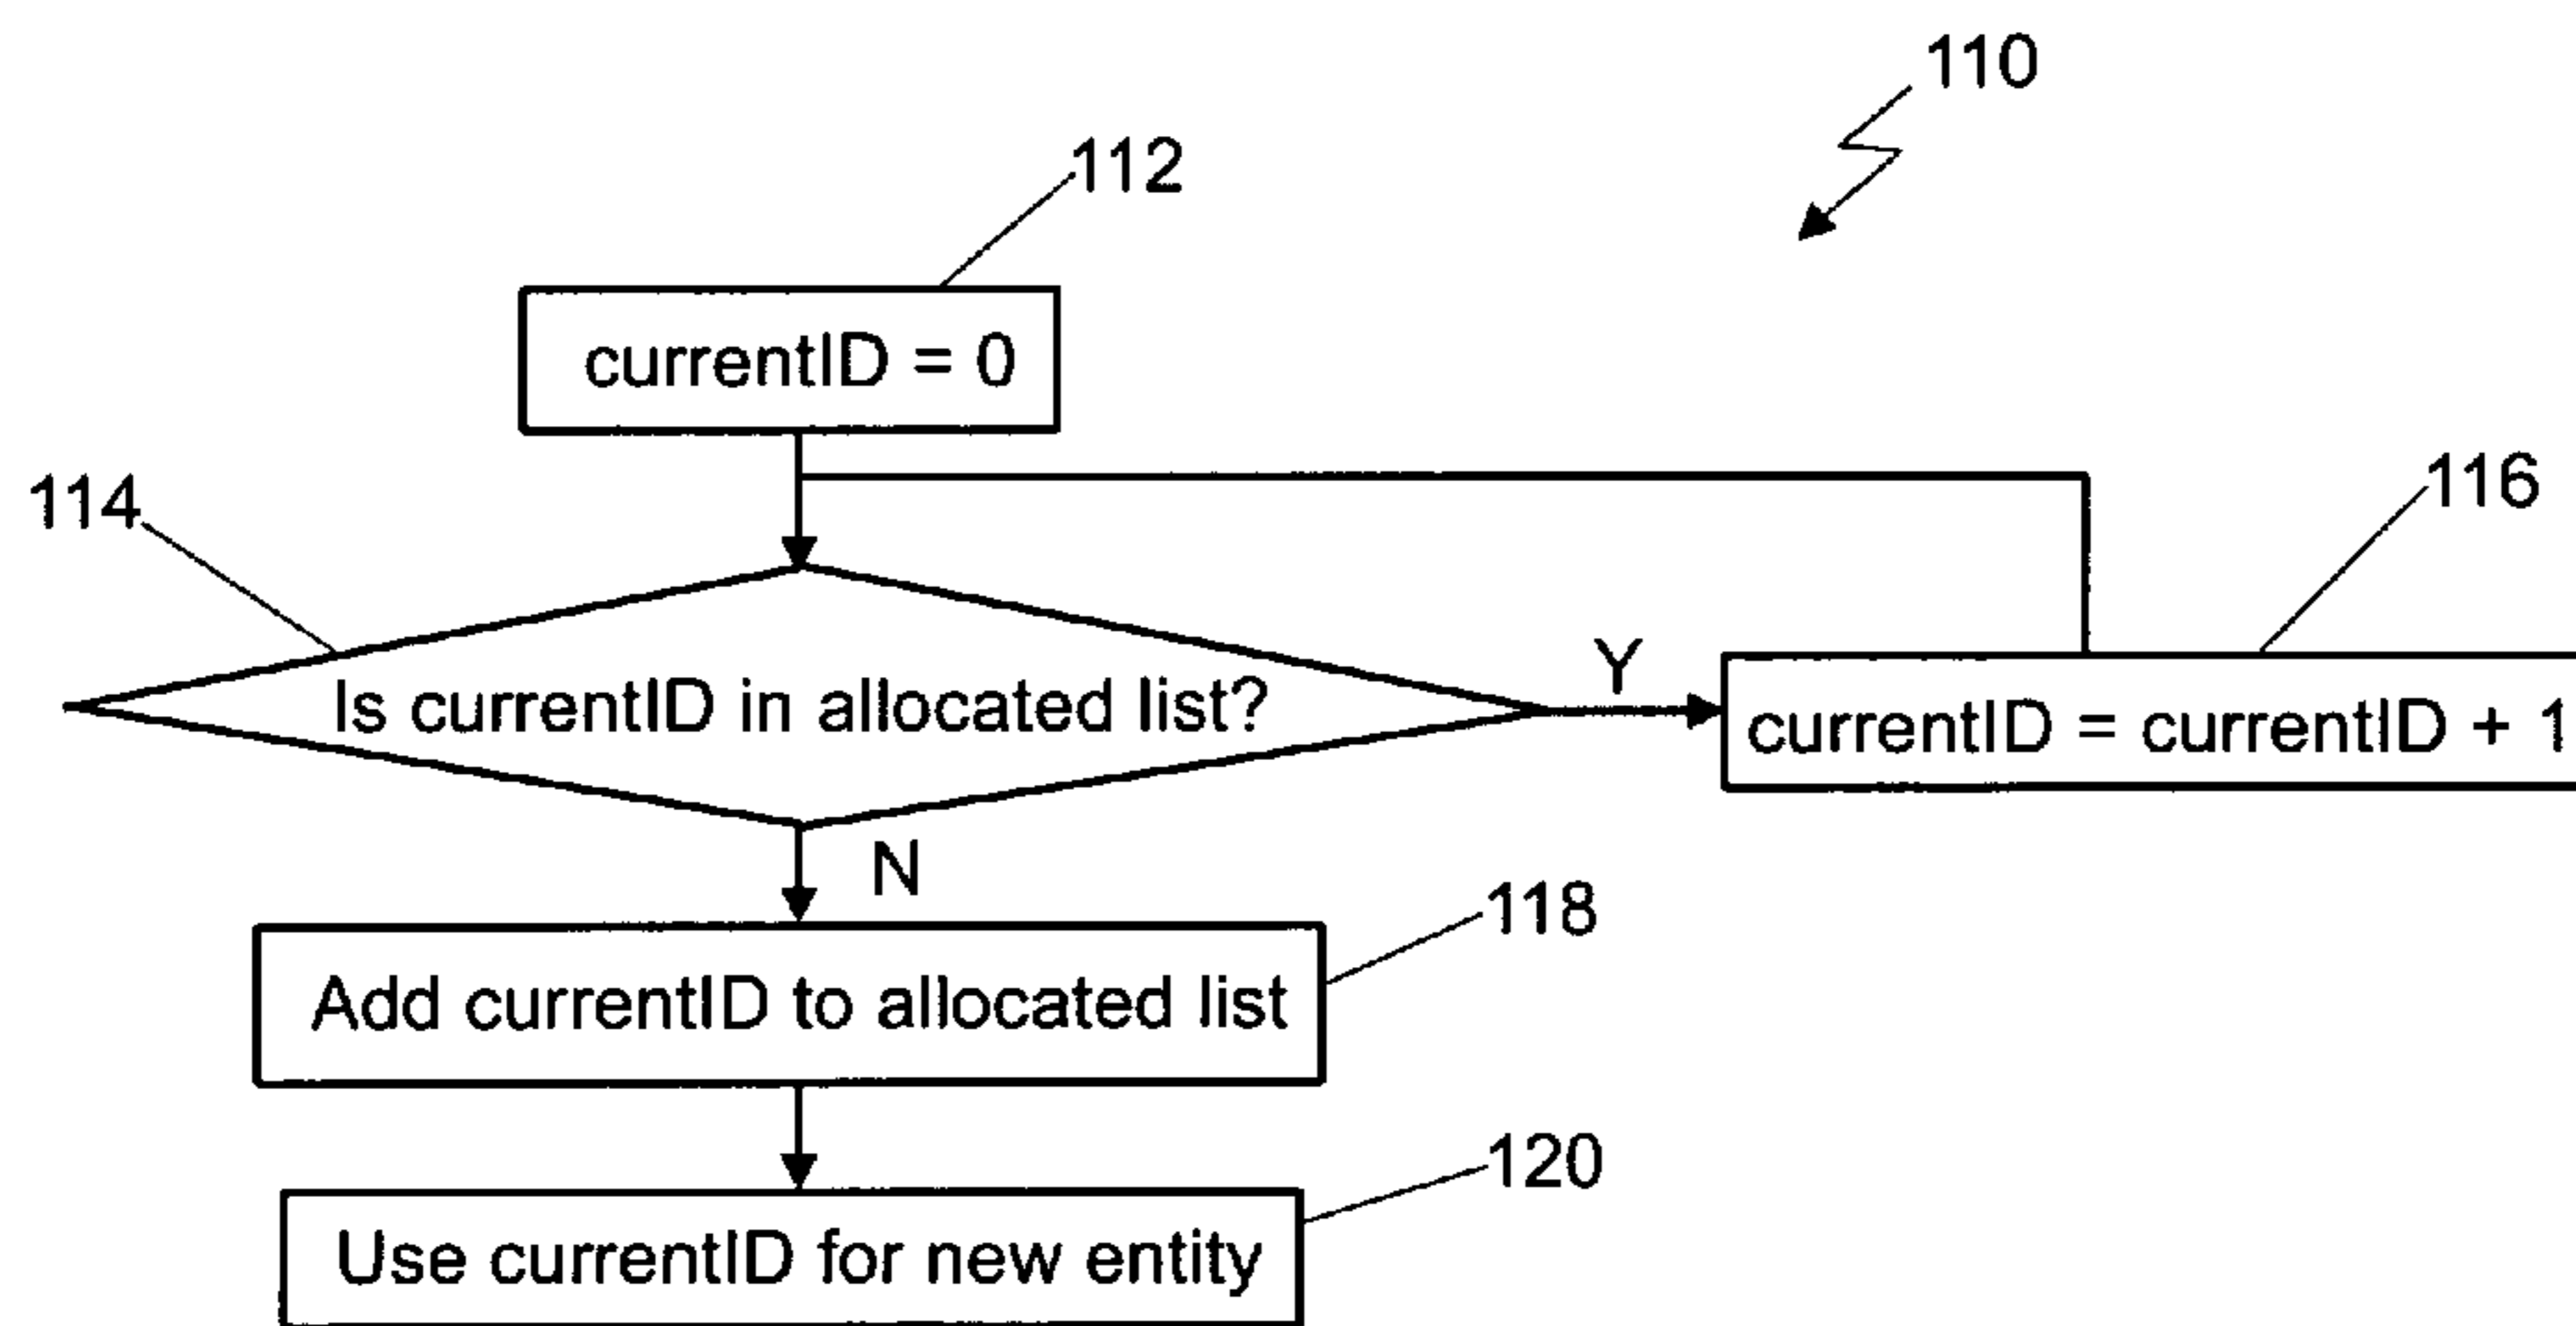 110
112
currentID = 0
114
116
Is currentID in allocated list?
Y
currentID = currentID + 1
N
118
Add currentID to allocated list
120
Use currentID for new entity